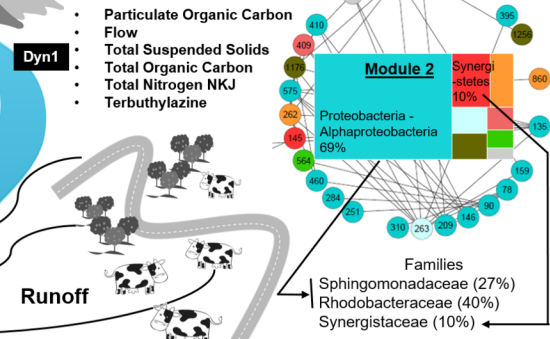 Dyn1
• Particulate Organic Carbon
• Flow
• Total Suspended Solids
• Total Organic Carbon
• Total Nitrogen NKJ
• Terbuthylazine
410
395
409
1256
1176
575
860
262
135
145
564
159
460
78
284
90
251
146
310
263
209
Module 2
Synergi
-stetes
10%
Proteobacteria -
Alphaproteobacteria
69%
Runoff
Families
Sphingomonadaceae (27%)
Rhodobacteraceae (40%)
Synergistaceae (10%)